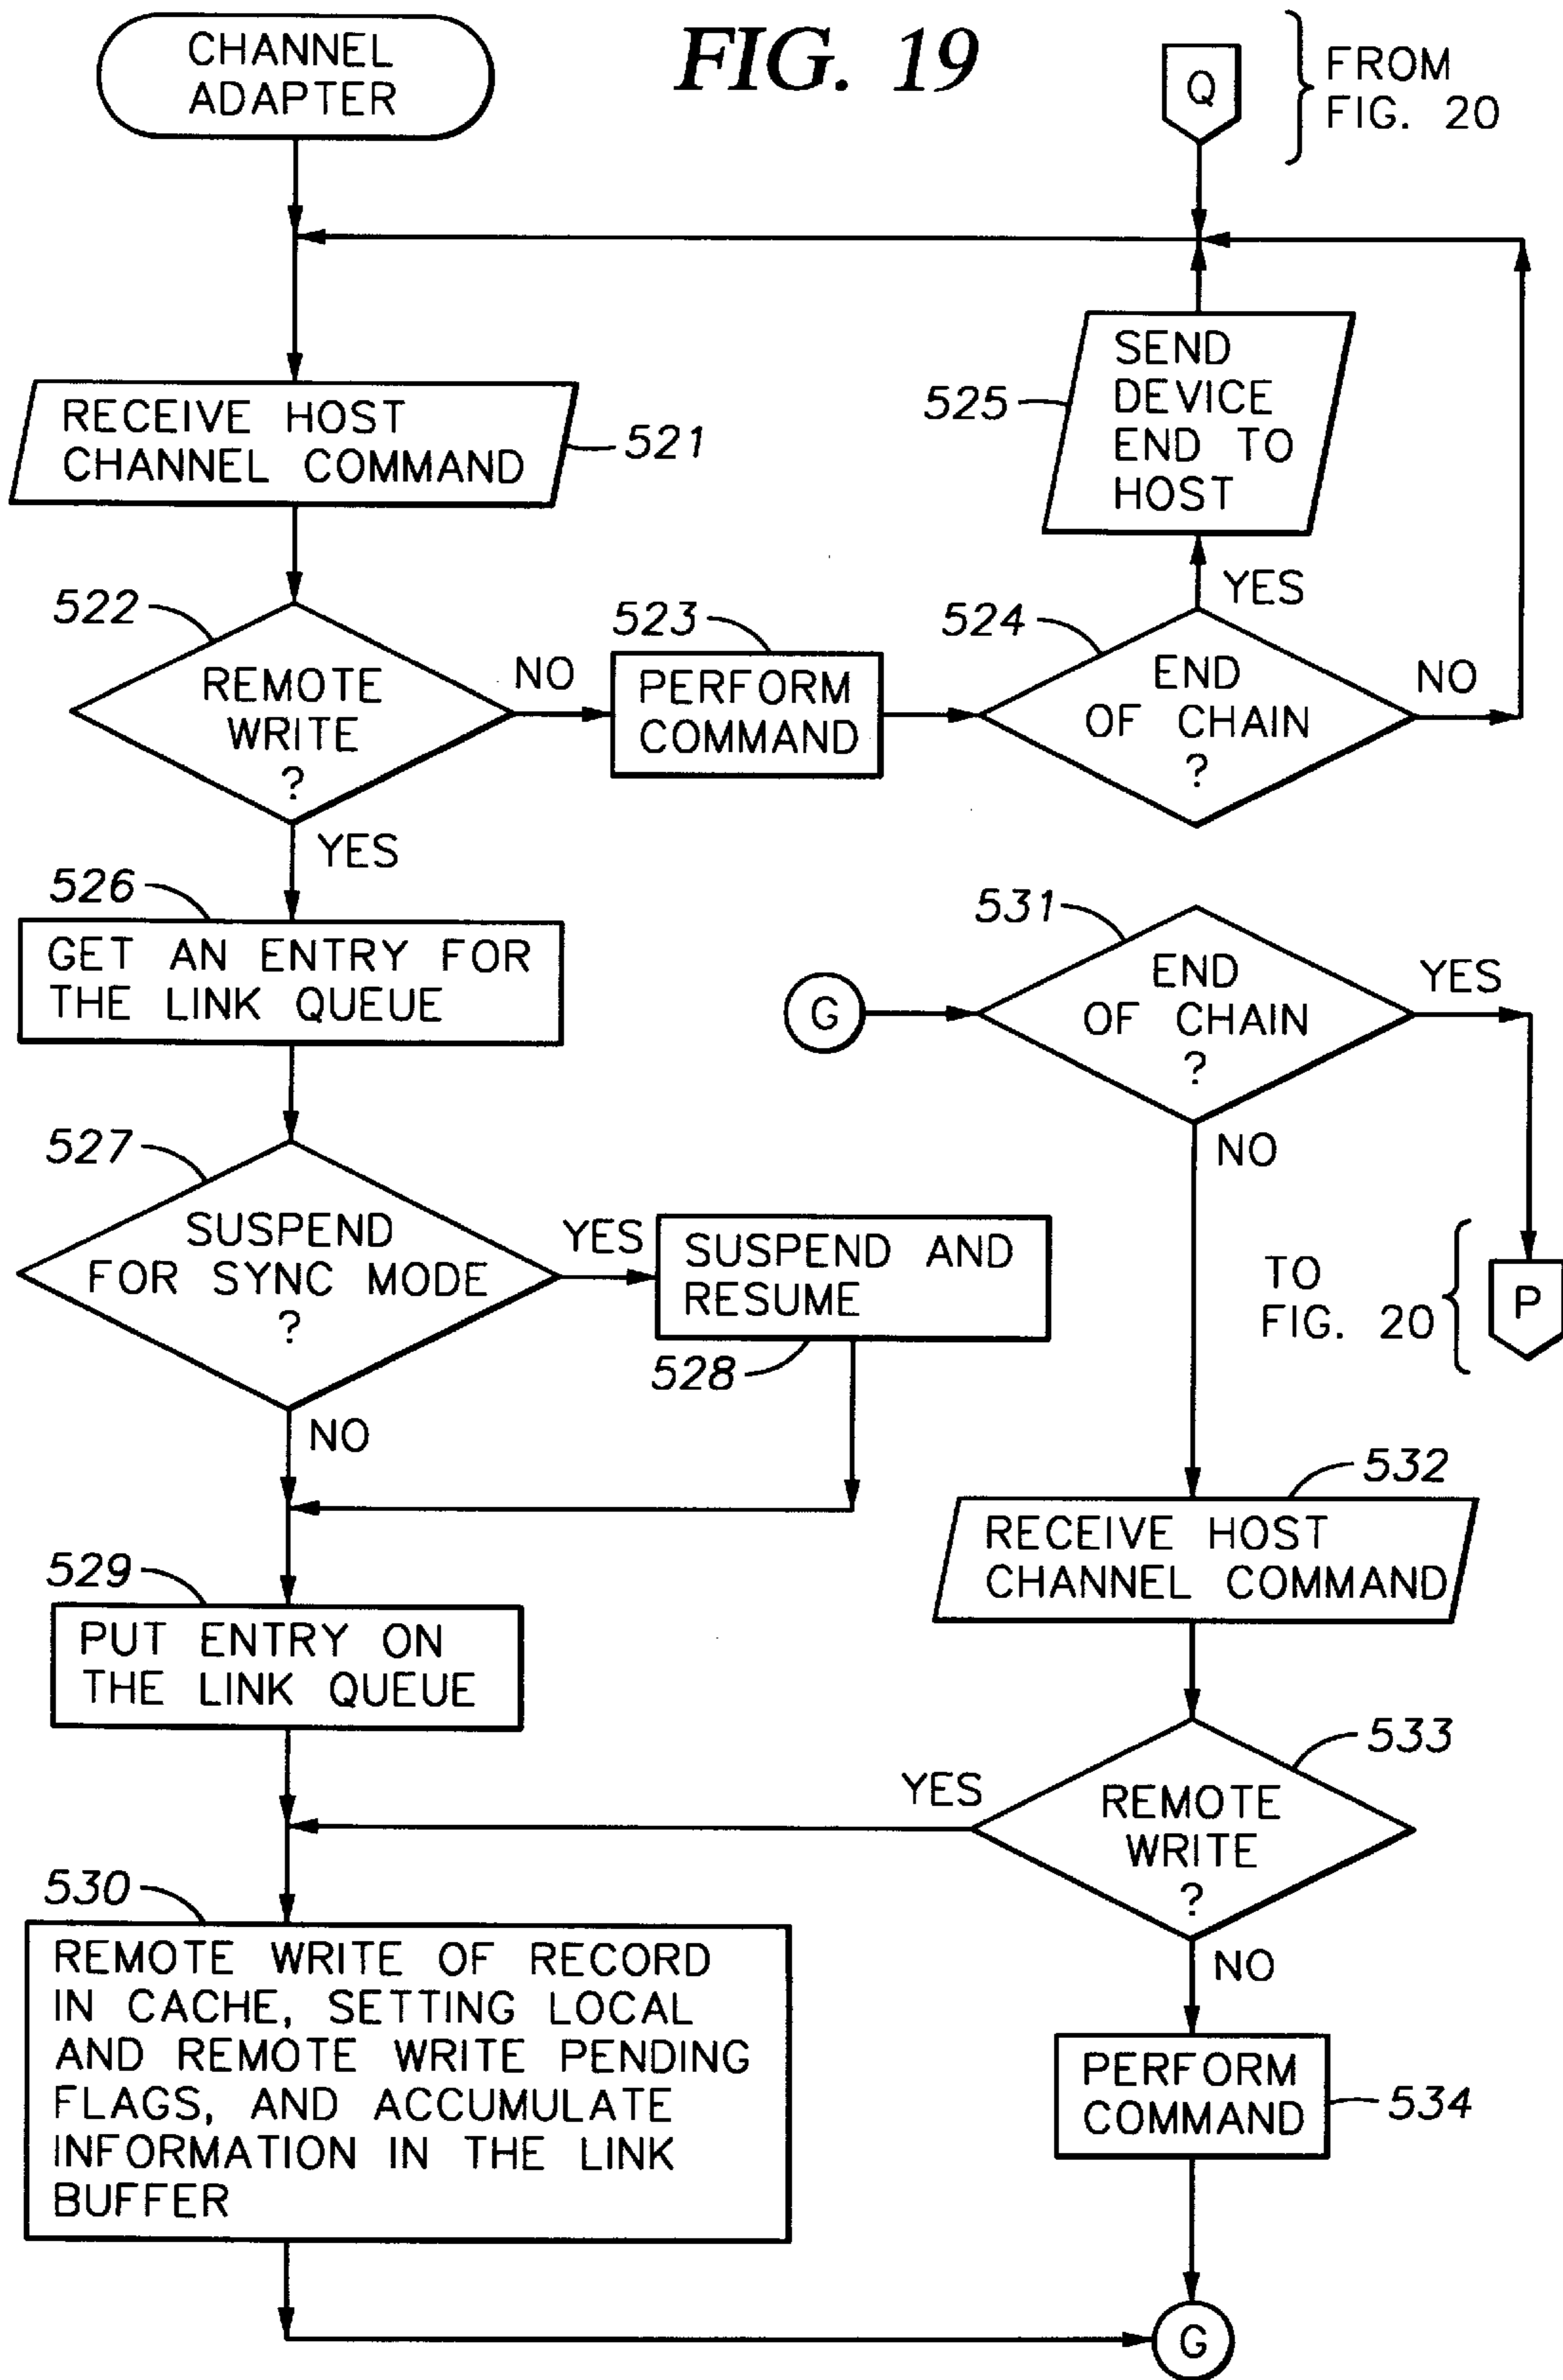 FIG. 19
CHANNEL
ADAPTER
Q
FROM
FIG. 20
RECEIVE HOST
CHANNEL COMMAND
521
SEND
DEVICE
END TO
HOST
525
522
REMOTE
WRITE
?
NO
YES
523
PERFORM
COMMAND
524
END
OF CHAIN
?
YES
NO
526
GET AN ENTRY FOR
THE LINK QUEUE
G
531
END
OF CHAIN
?
YES
NO
527
SUSPEND
FOR SYNC MODE
?
YES
NO
SUSPEND AND
RESUME
528
TO
FIG. 20
P
532
RECEIVE HOST
CHANNEL COMMAND
529
PUT ENTRY ON
THE LINK QUEUE
533
REMOTE
WRITE
?
YES
NO
530
REMOTE WRITE OF RECORD
IN CACHE, SETTING LOCAL
AND REMOTE WRITE PENDING
FLAGS, AND ACCUMULATE
INFORMATION IN THE LINK
BUFFER
PERFORM
COMMAND
534
G